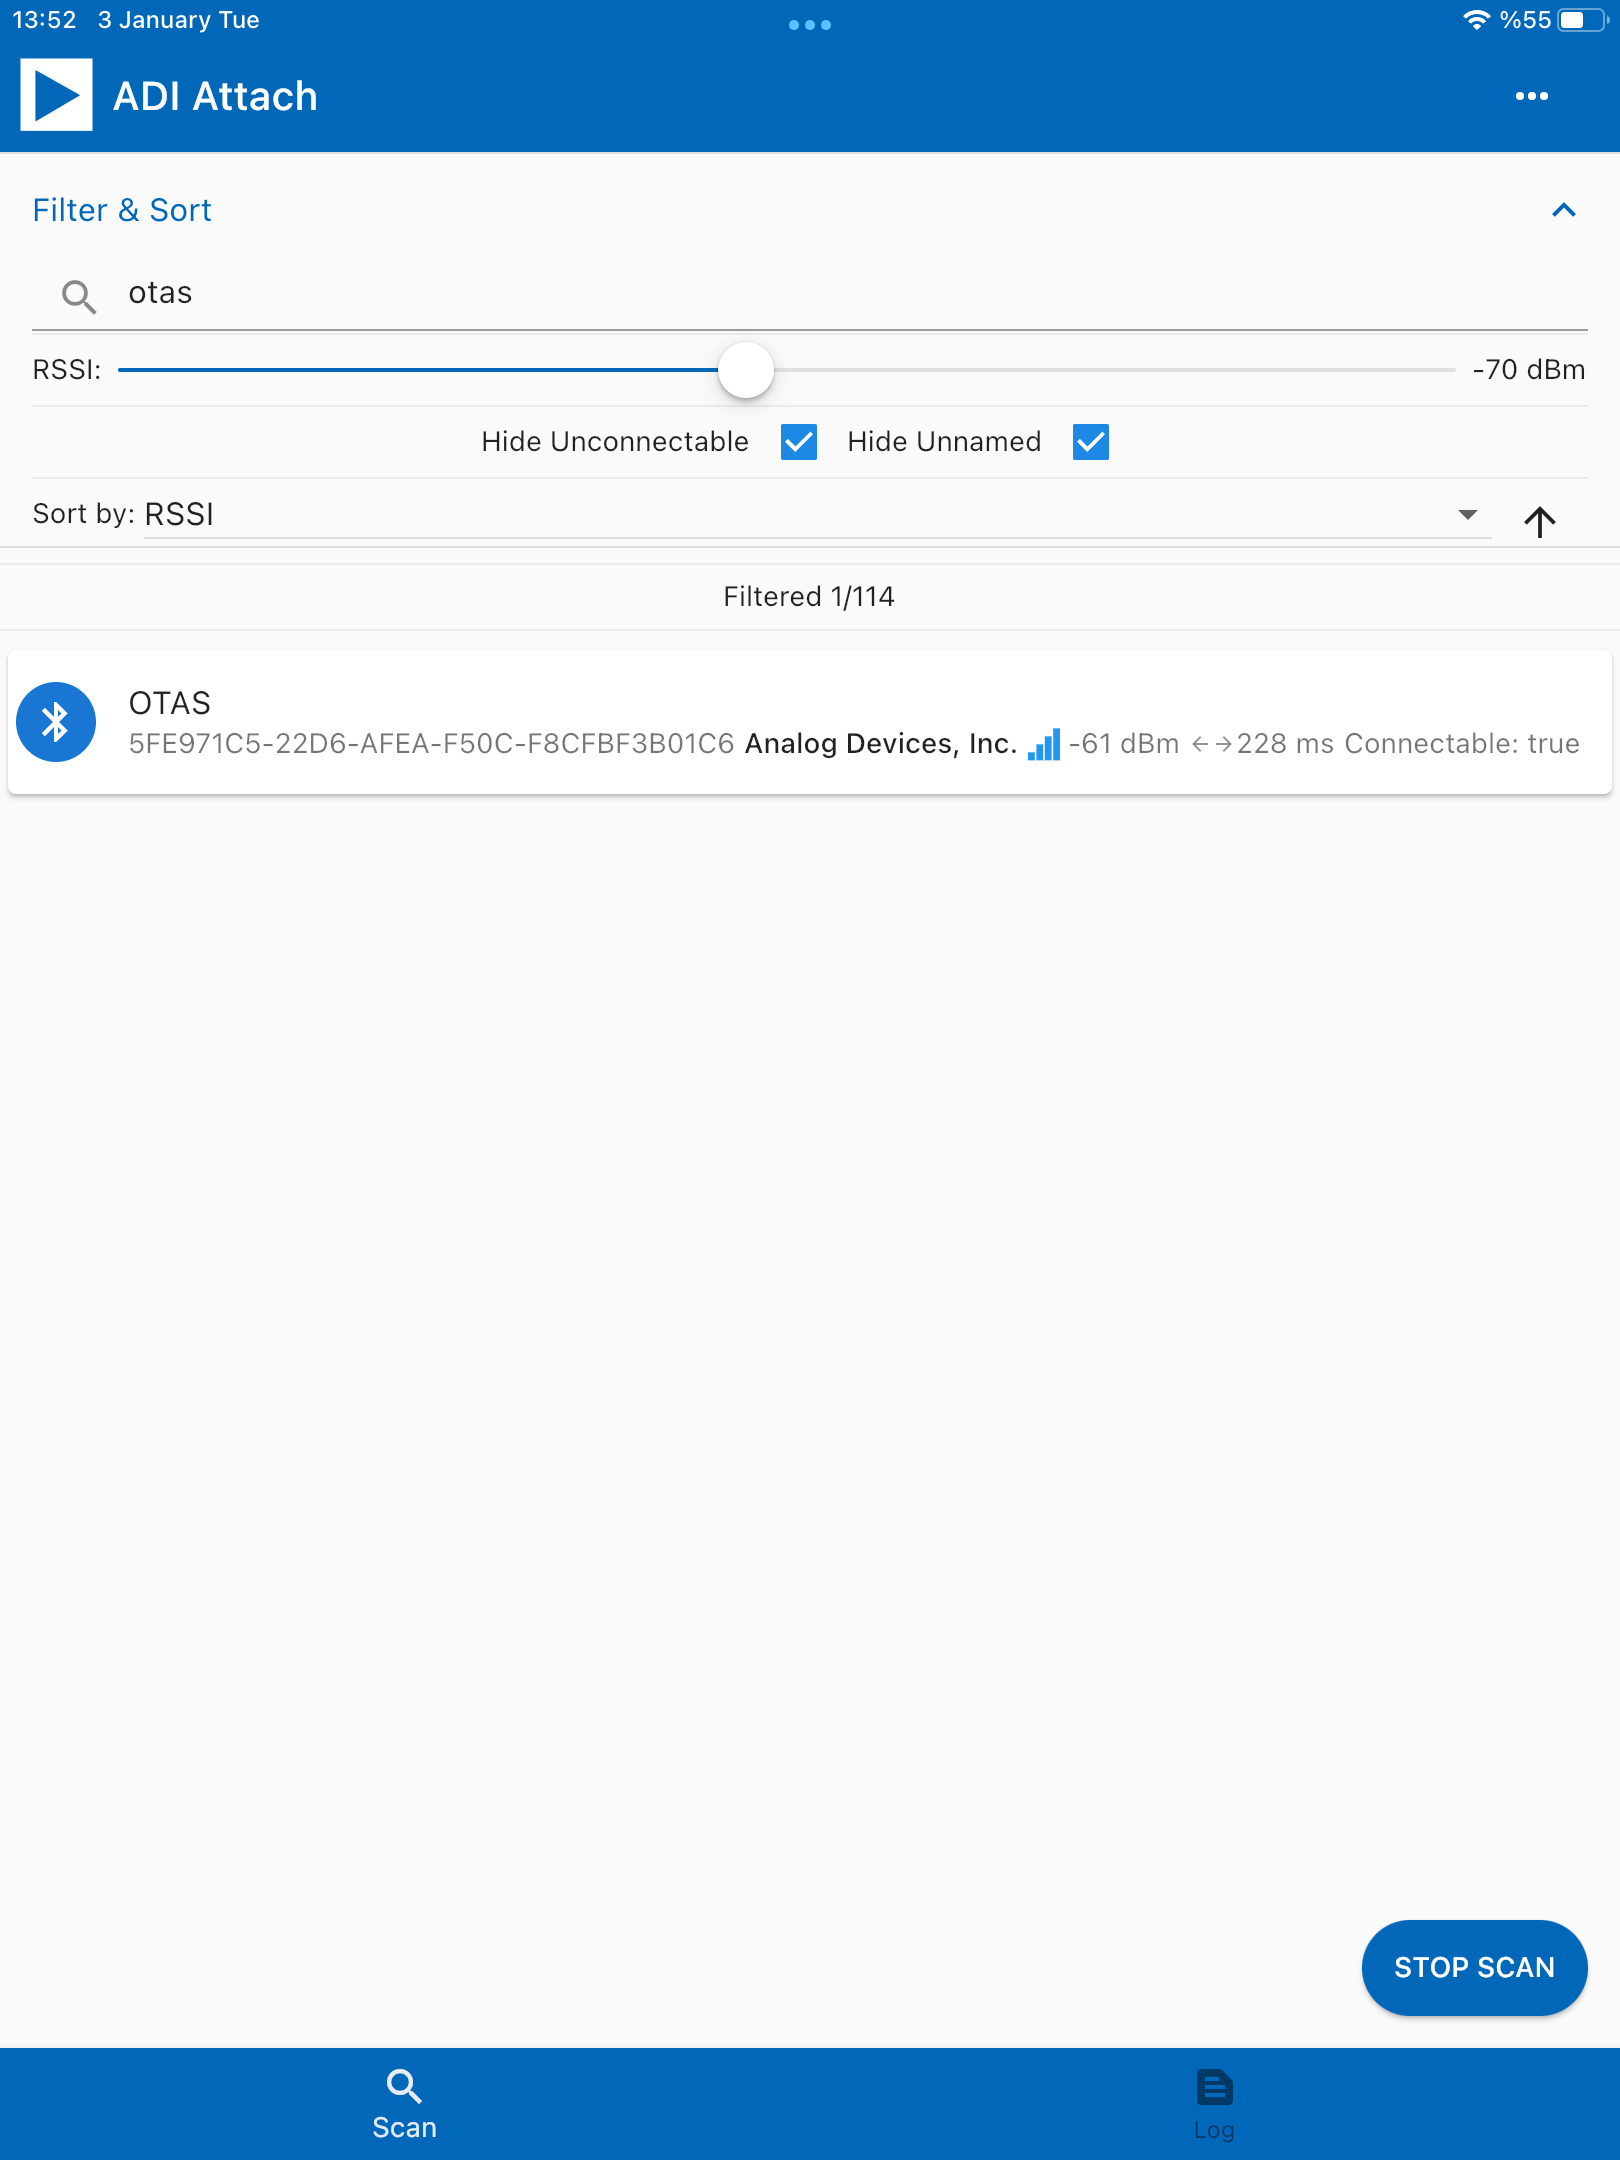 13:52 3 January Tue %55
ADI Attach
Filter & Sort
otas
RSSI: -70 dBm
Hide Unconnectable Hide Unnamed
Sort by: RSSI
Filtered 1/114
OTAS
5FE971C5-22D6-AFEA-F50C-F8CFBF3B01C6 Analog Devices, Inc. -61 dBm ←→228 ms Connectable: true
STOP SCAN
Scan Log